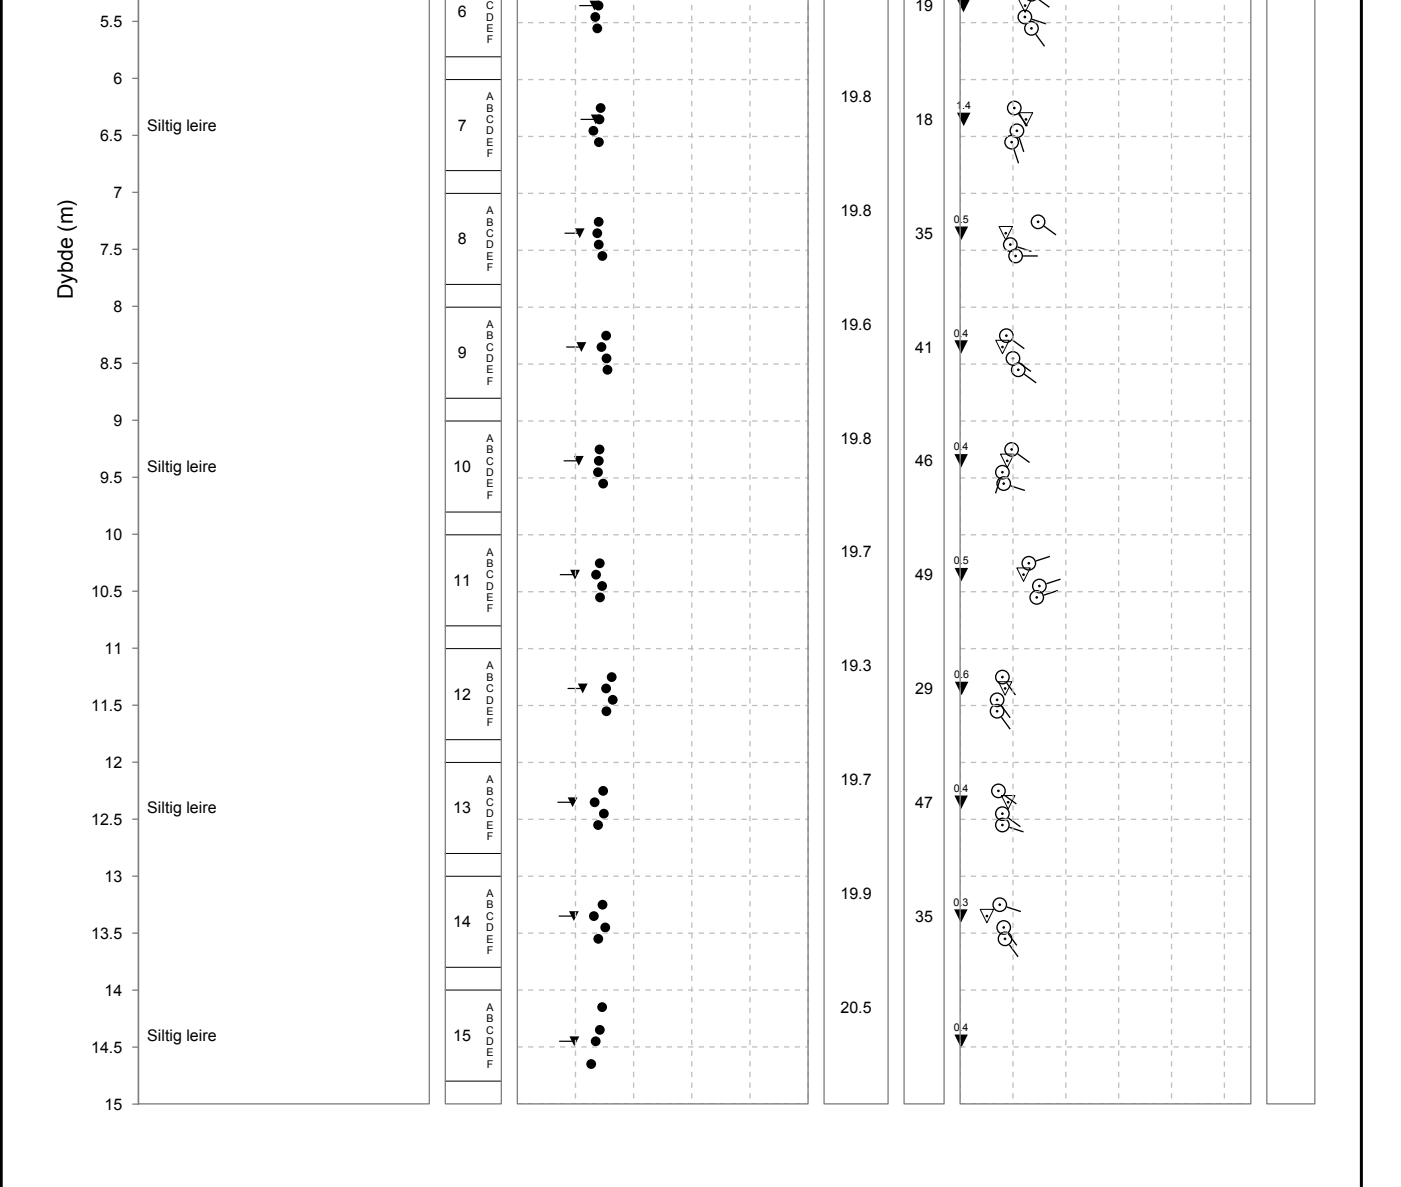 6 C D E F 19
5.5
6
19.8
Siltig leire 7 A B C D E F 18 1.4
6.5
7
19.8
8 A B C D E F 35 0.5
7.5
Dybde (m)
8
19.6
9 A B C D E F 41 0.4
8.5
9
19.8
Siltig leire 10 A B C D E F 46 0.4
9.5
10
19.7
11 A B C D E F 49 0.5
10.5
11
19.3
12 A B C D E F 29 0.6
11.5
12
19.7
Siltig leire 13 A B C D E F 47 0.4
12.5
13
19.9
14 A B C D E F 35 0.3
13.5
14
20.5
Siltig leire 15 A B C D E F 0.4
14.5
15